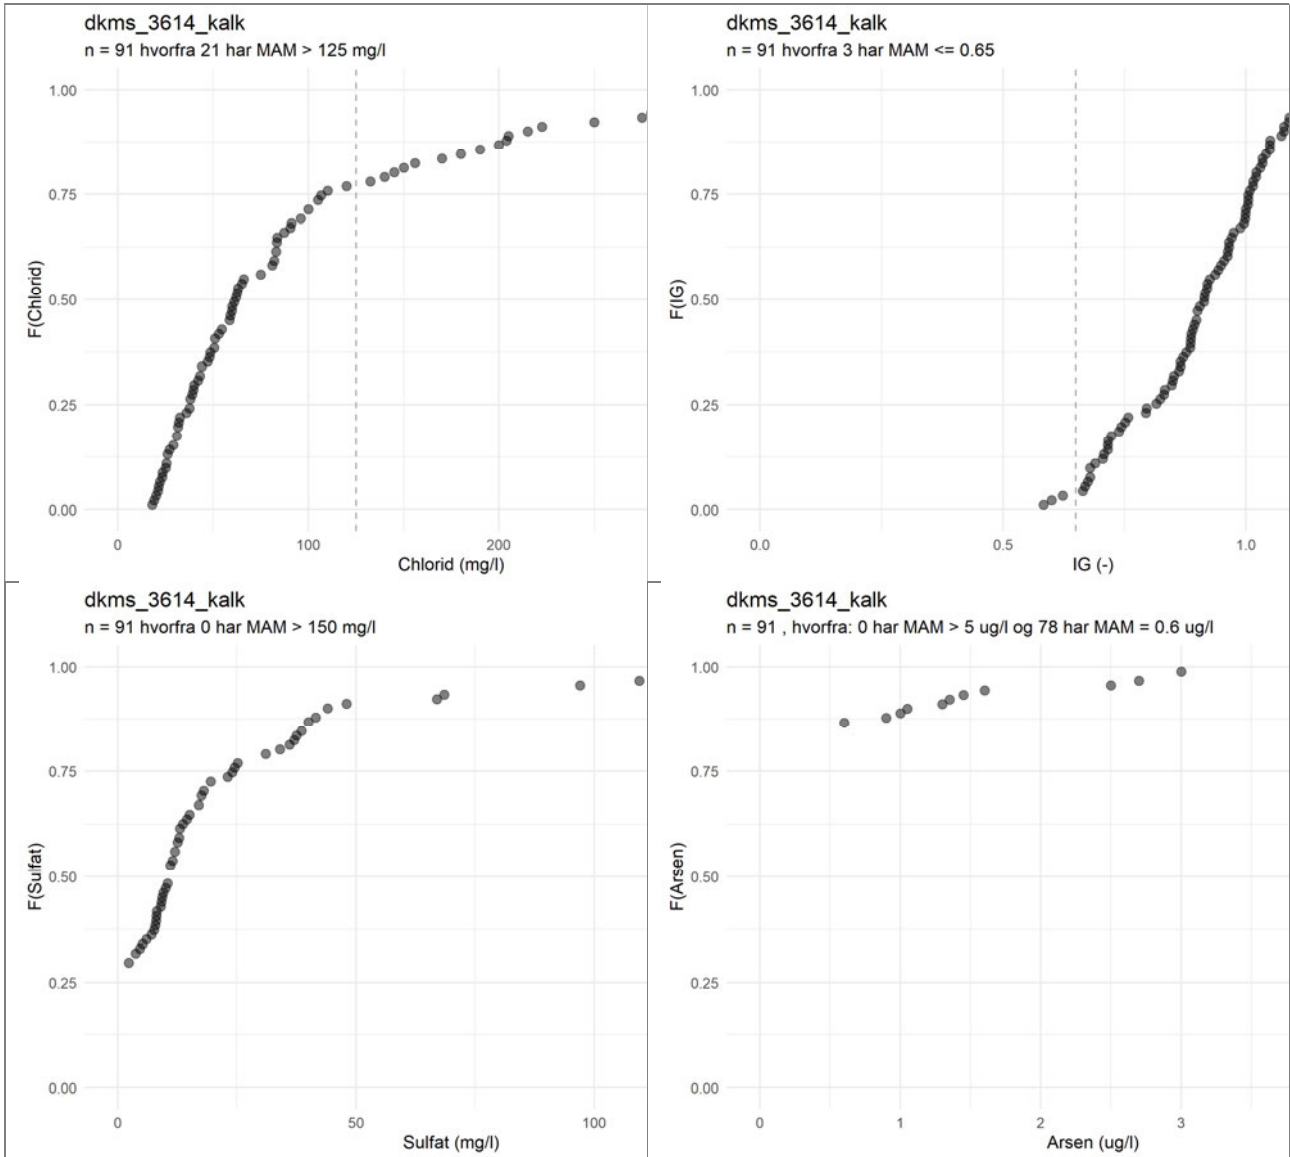 dkms_3614_kalk
n = 91 hvorfra 21 har MAM > 125 mg/l
1.00
0.75
0.50
0.25
0.00
F(Chlorid)
0 100 200
Chlorid (mg/l)
dkms_3614_kalk
n = 91 hvorfra 3 har MAM <= 0.65
1.00
0.75
0.50
0.25
0.00
F(IG)
0.0 0.5 1.0
IG (-)
dkms_3614_kalk
n = 91 hvorfra 0 har MAM > 150 mg/l
1.00
0.75
0.50
0.25
0.00
F(Sulfat)
0 50 100
Sulfat (mg/l)
dkms_3614_kalk
n = 91 , hvorfra: 0 har MAM > 5 ug/l og 78 har MAM = 0.6 ug/l
1.00
0.75
0.50
0.25
0.00
F(Arsen)
0 1 2 3
Arsen (ug/l)